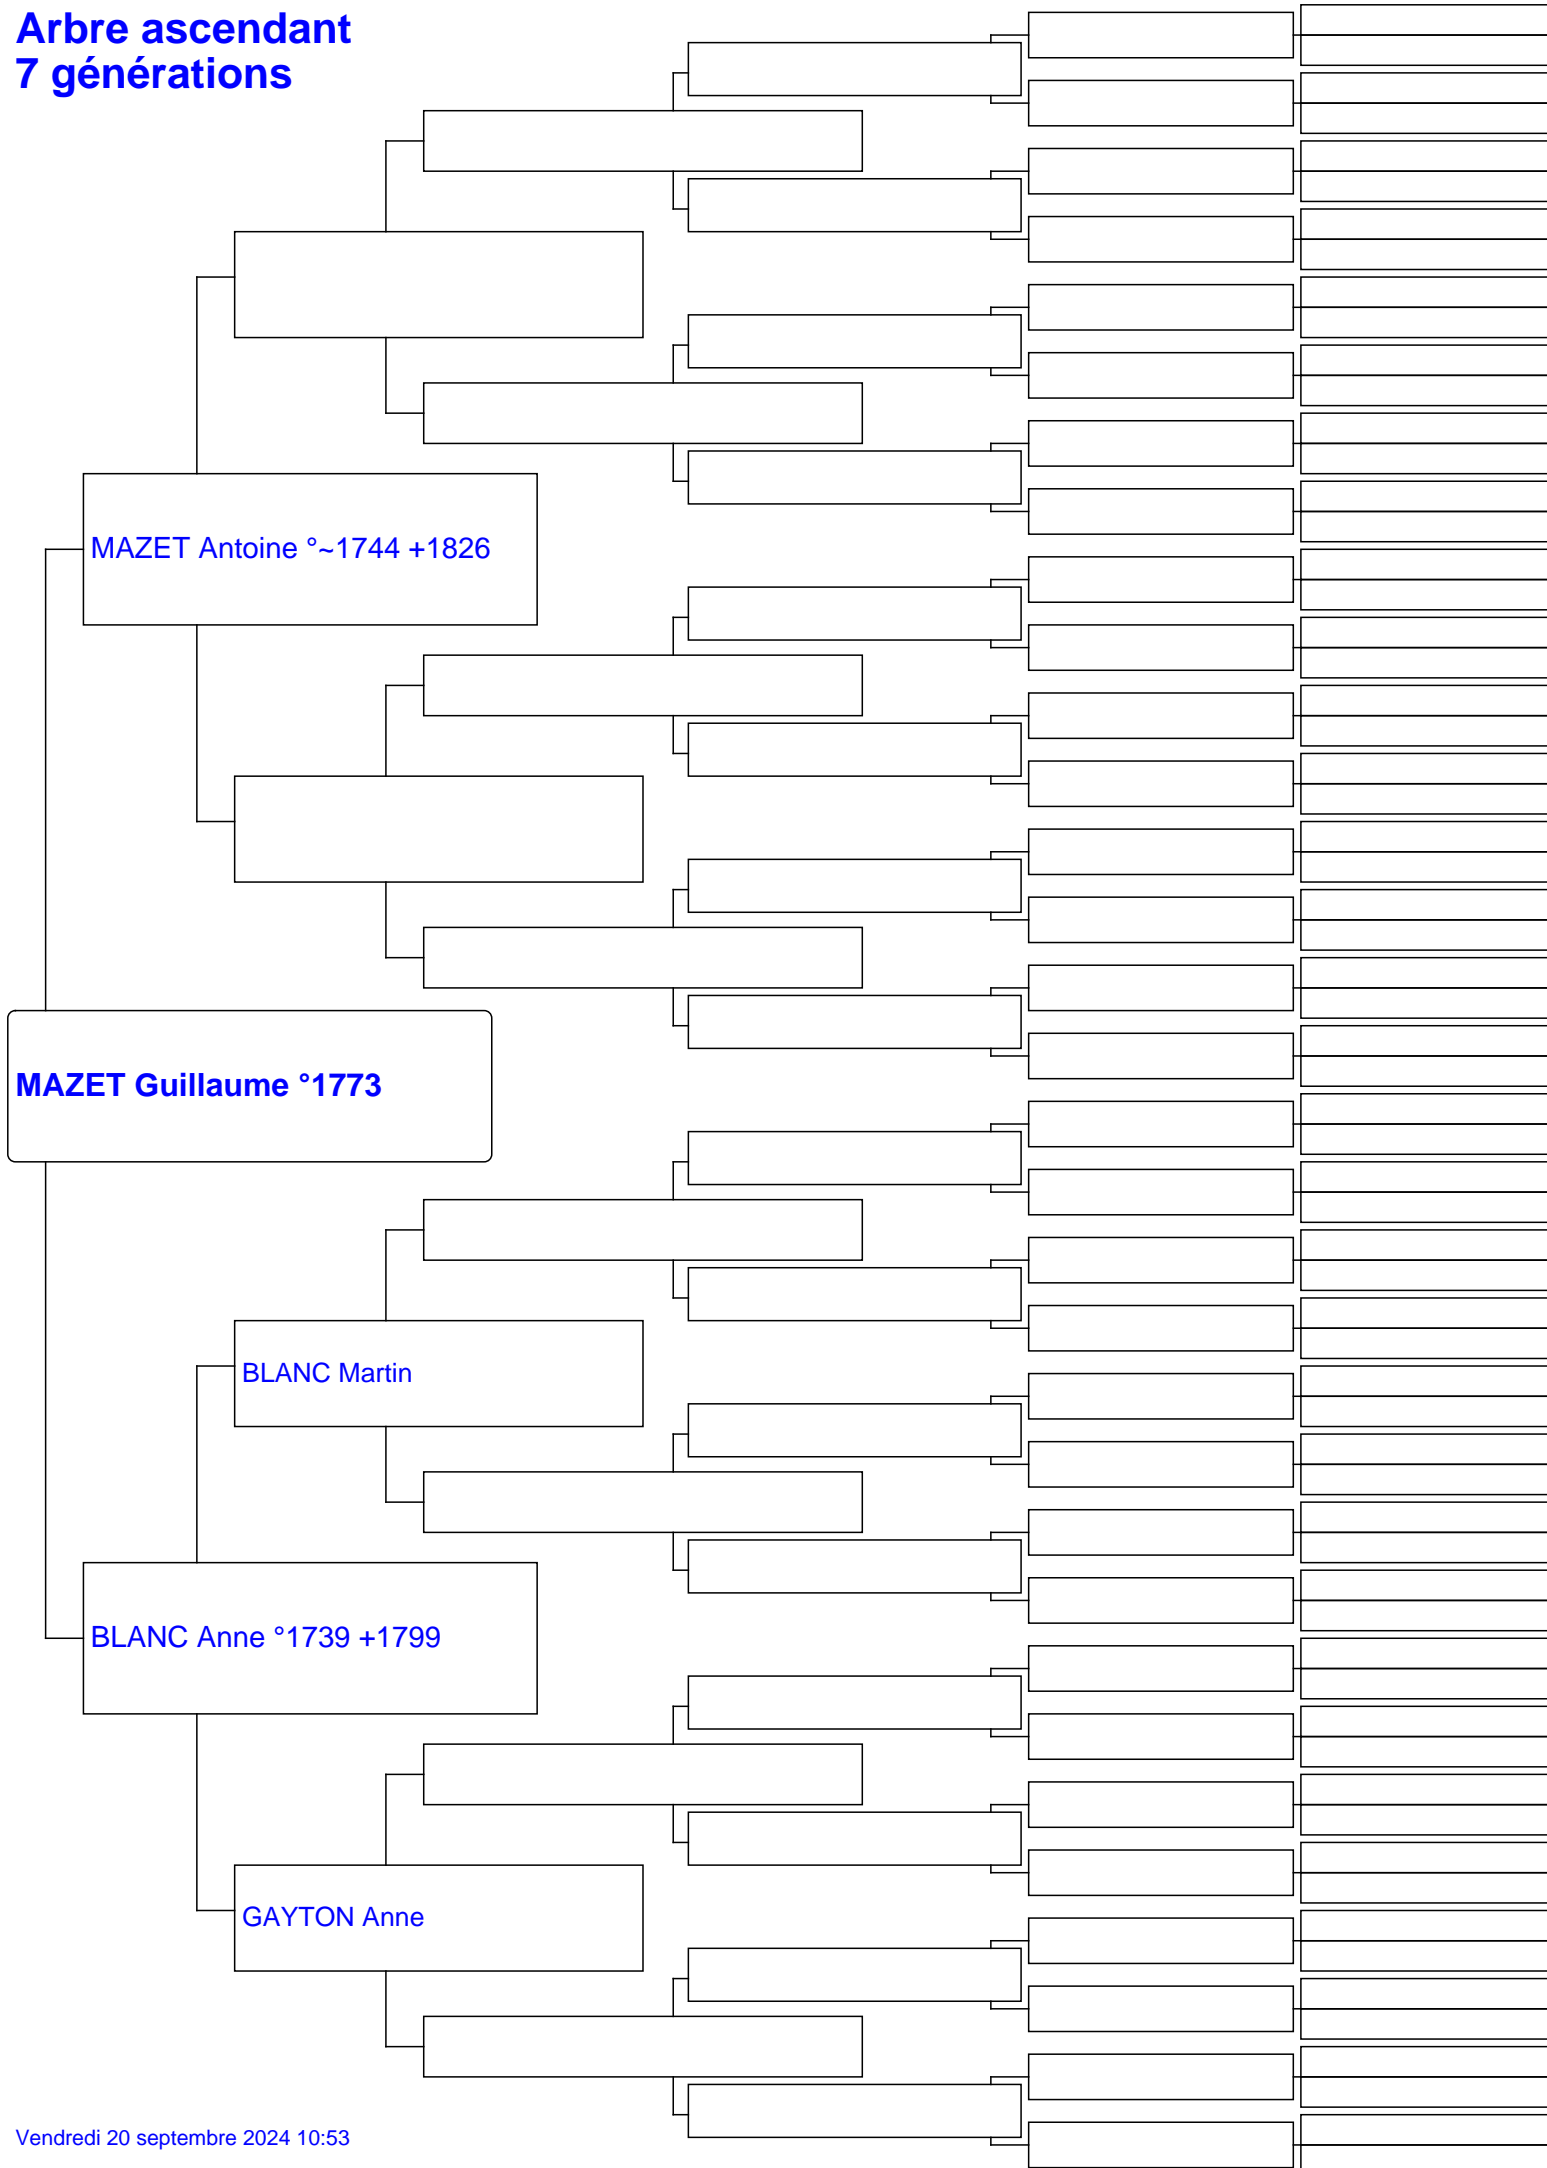 Arbre ascendant
7 générations
MAZET Antoine °~1744 +1826
MAZET Guillaume °1773
BLANC Martin
BLANC Anne °1739 +1799
GAYTON Anne
Vendredi 20 septembre 2024 10:53